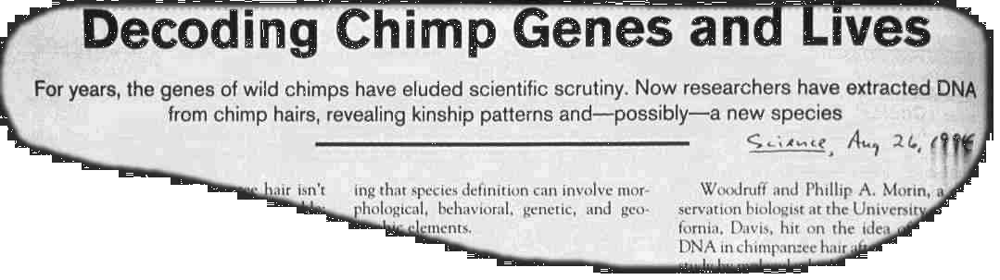 Decoding Chimp Genes and Lives
For years, the genes of wild chimps have eluded scientific scrutiny. Now researchers have extracted DNA
from chimp hairs, revealing kinship patterns and—possibly—a new species
Science, Aug 26, 1994
hair isn't
ing that species definition can involve mor-
phological, behavioral, genetic, and geo-
elements.
Woodruff and Phillip A. Morin, a
servation biologist at the University
fornia, Davis, hit on the idea
DNA in chimpanzee hair